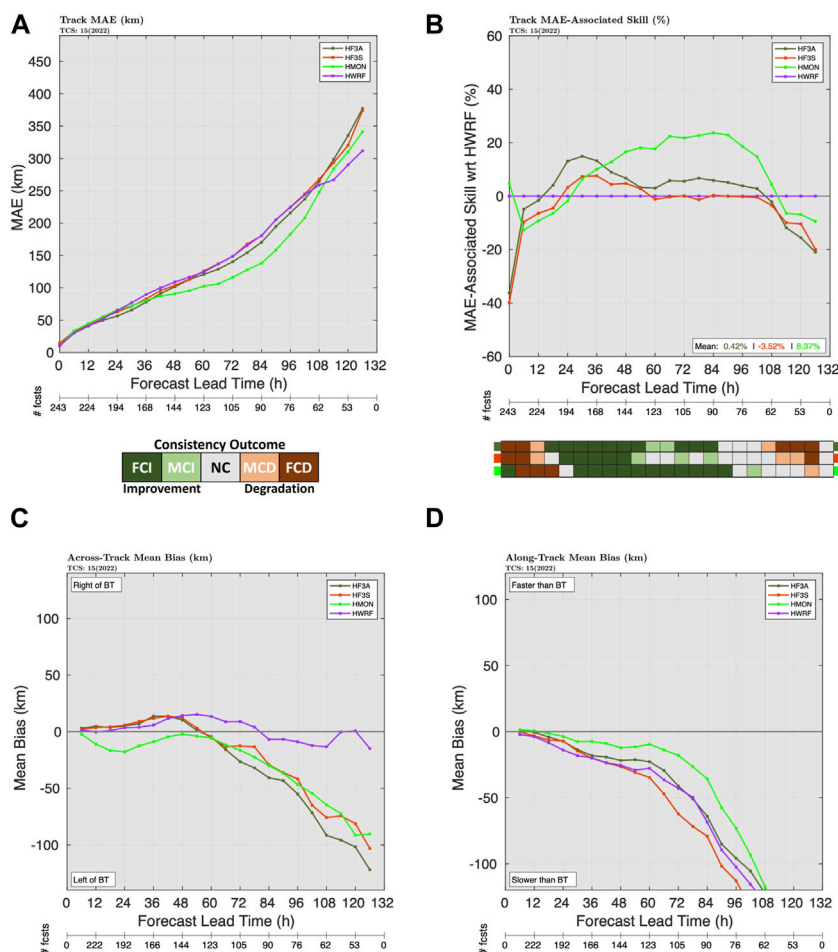 A
Track MAE (km)
TCS: 15(2022)
HF3A
HF3S
HMON
HWRF
MAE (km)
450
400
350
300
250
200
150
100
50
0
0 12 24 36 48 60 72 84 96 108 120 132
Forecast Lead Time (h)
# fcsts
243 224 194 168 144 123 105 90 76 62 53 0
B
Track MAE-Associated Skill (%)
TCS: 15(2022)
HF3A
HF3S
HMON
HWRF
MAE-Associated Skill wrt HWRF (%)
60
40
20
0
-20
-40
-60
Mean: 0.42% | -3.52% | 8.37%
0 12 24 36 48 60 72 84 96 108 120 132
Forecast Lead Time (h)
# fcsts
243 224 194 168 144 123 105 90 76 62 53 0
Consistency Outcome
FCI MCI NC MCD FCD
Improvement Degradation
C
Across-Track Mean Bias (km)
TCS: 15(2022)
Right of BT
HF3A
HF3S
HMON
HWRF
Mean Bias (km)
100
50
0
-50
-100
Left of BT
0 12 24 36 48 60 72 84 96 108 120 132
Forecast Lead Time (h)
# fcsts
0 222 192 166 144 123 105 90 76 62 53 0
D
Along-Track Mean Bias (km)
TCS: 15(2022)
Faster than BT
HF3A
HF3S
HMON
HWRF
Mean Bias (km)
100
50
0
-50
-100
Slower than BT
0 12 24 36 48 60 72 84 96 108 120 132
Forecast Lead Time (h)
# fcsts
0 222 192 166 144 123 105 90 76 62 53 0